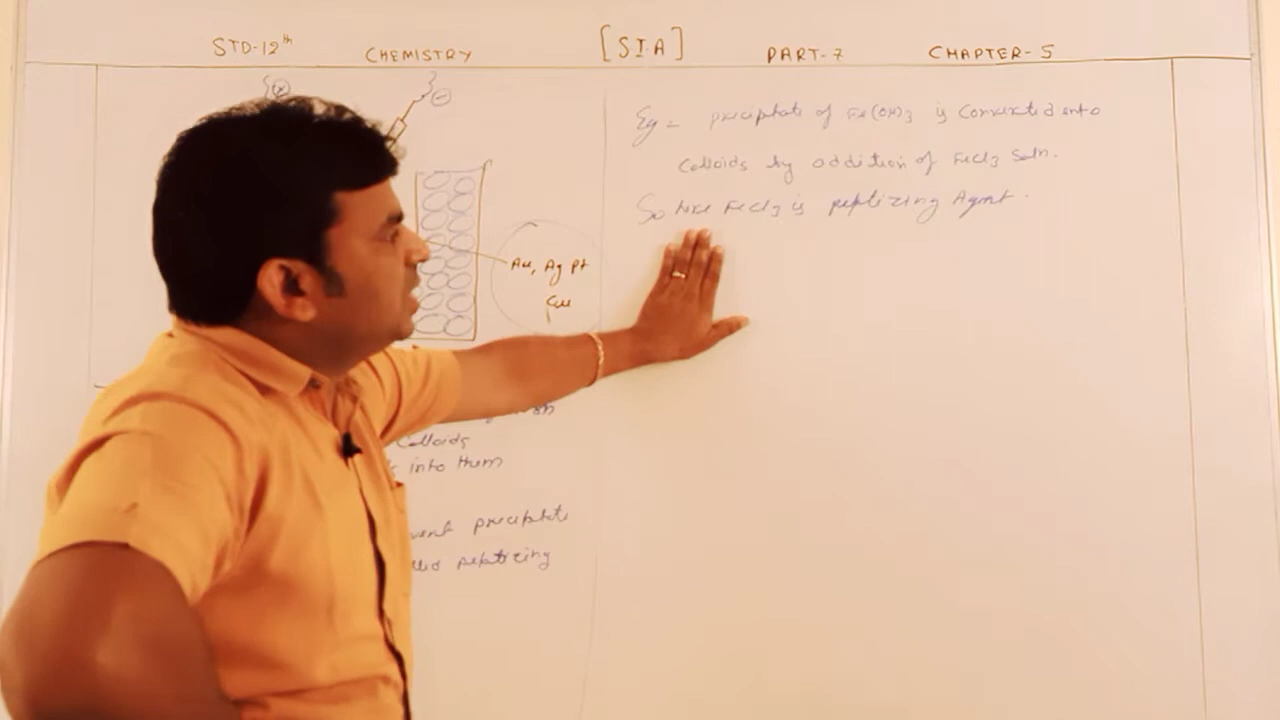 STD-12th CHEMISTRY [S.I.A] PART-7 CHAPTER-5
Au, Ag Pt
Cu
Colloids
into them
precipitate
peptizing
Eg = precipitate of Fe(OH)3 is converted into
Colloids by addition of FeCl3 Soln.
So here FeCl3 is peptizing Agent.